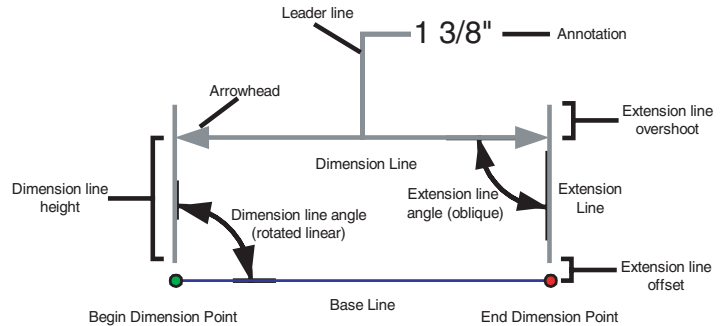 Leader line
1 3/8"
Annotation
Arrowhead
Extension line
overshoot
Dimension Line
Dimension line
height
Extension line
angle (oblique)
Extension
Line
Dimension line angle
(rotated linear)
Extension line
offset
Base Line
Begin Dimension Point
End Dimension Point